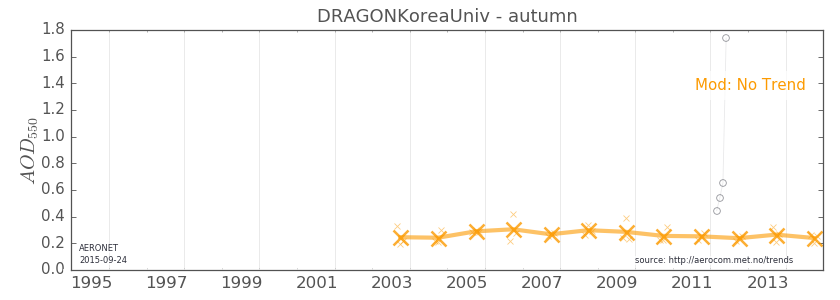 DRAGONKoreaUniv - autumn
1.8
1.6
1.4
1.2
1.0
0.8
0.6
0.4
0.2
0.0
AOD550
Mod: No Trend
AERONET
2015-09-24
source: http://aerocom.met.no/trends
1995 1997 1999 2001 2003 2005 2007 2009 2011 2013